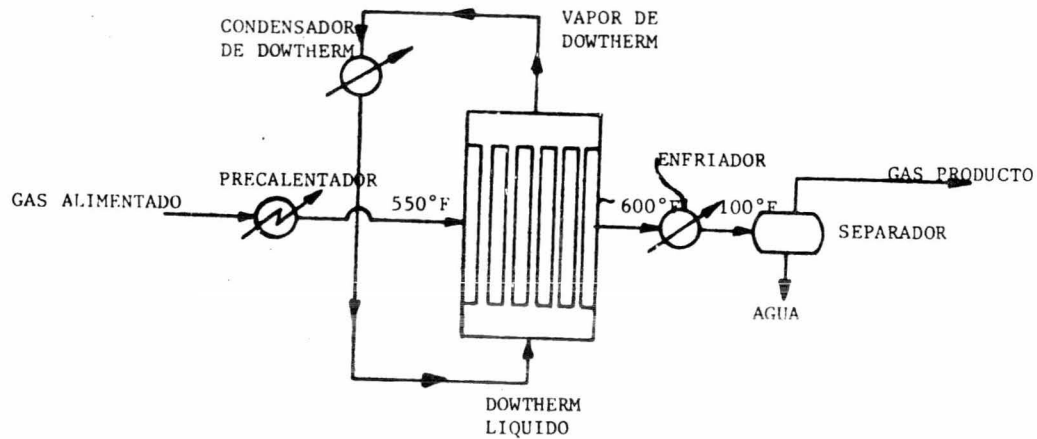 CONDENSADOR
DE DOWTHERM
VAPOR DE
DOWTHERM
GAS ALIMENTADO
PRECALENTADOR
550°F
600°F
ENFRIADOR
100°F
GAS PRODUCTO
SEPARADOR
AGUA
DOWTHERM
LIQUIDO